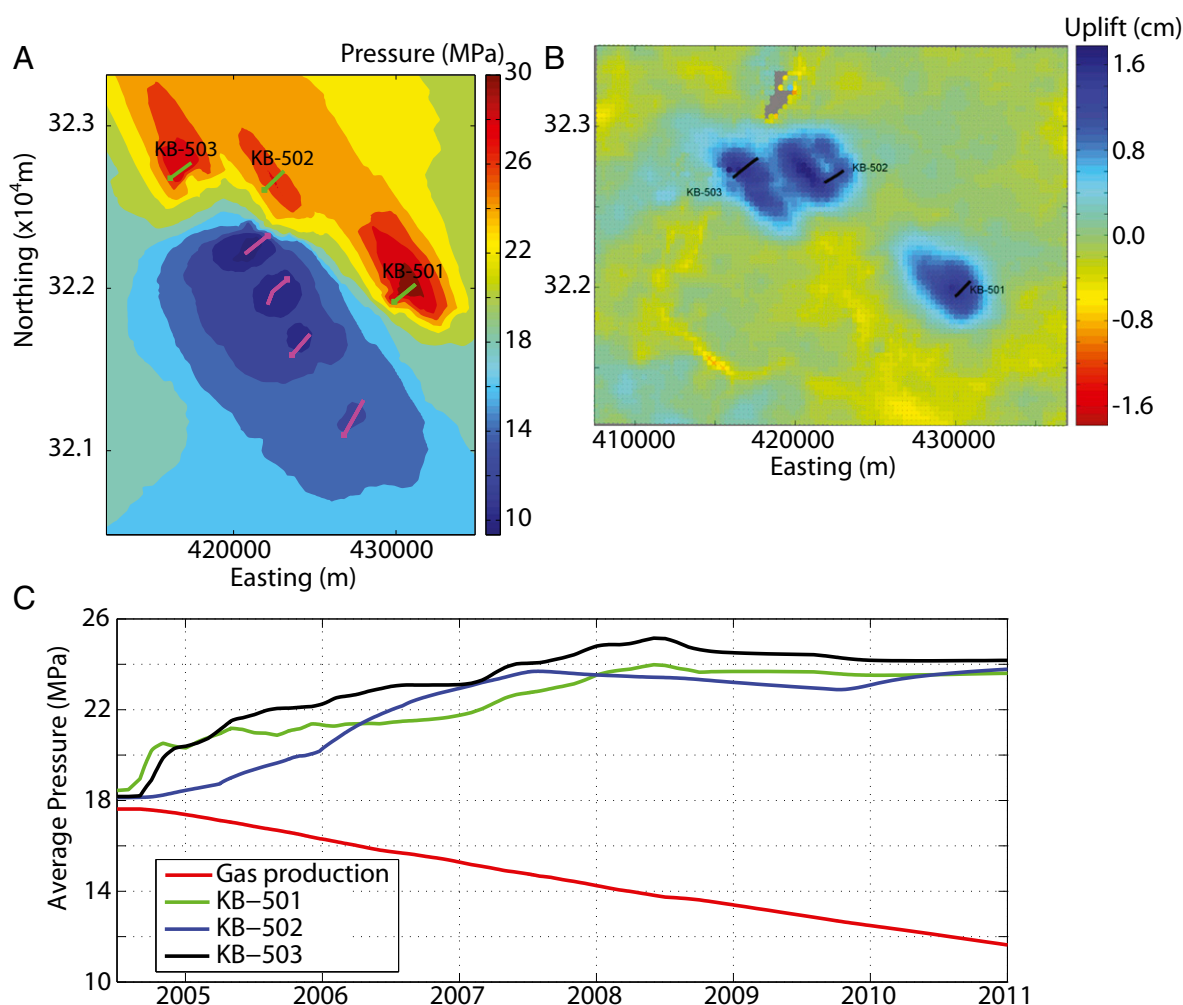 A
Pressure (MPa)
30
26
22
18
14
10
32.3
32.2
32.1
Northing (x10⁴m)
KB-503
KB-502
KB-501
420000
430000
Easting (m)
B
Uplift (cm)
1.6
0.8
0.0
-0.8
-1.6
32.3
32.2
KB-503
KB-502
KB-501
410000
420000
430000
Easting (m)
C
26
22
18
14
10
Average Pressure (MPa)
Gas production
KB−501
KB−502
KB−503
2005
2006
2007
2008
2009
2010
2011